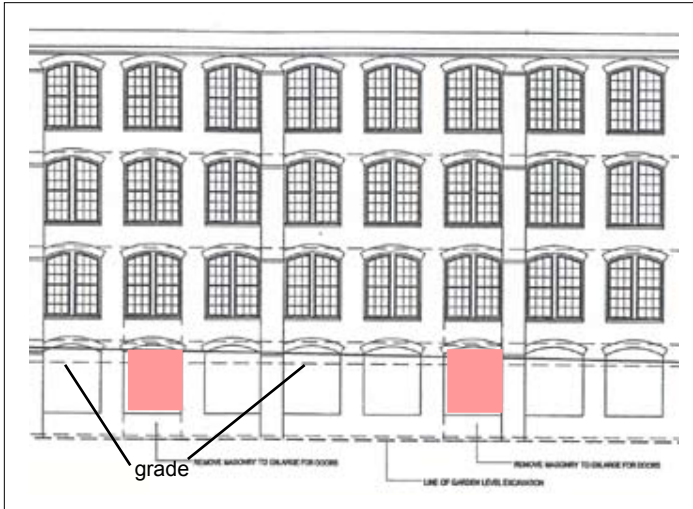 grade
REMOVE MASONRY TO ENLARGE FOR DOORS
REMOVE MASONRY TO ENLARGE FOR DOORS
LINE OF GARDEN LEVEL EXCAVATION